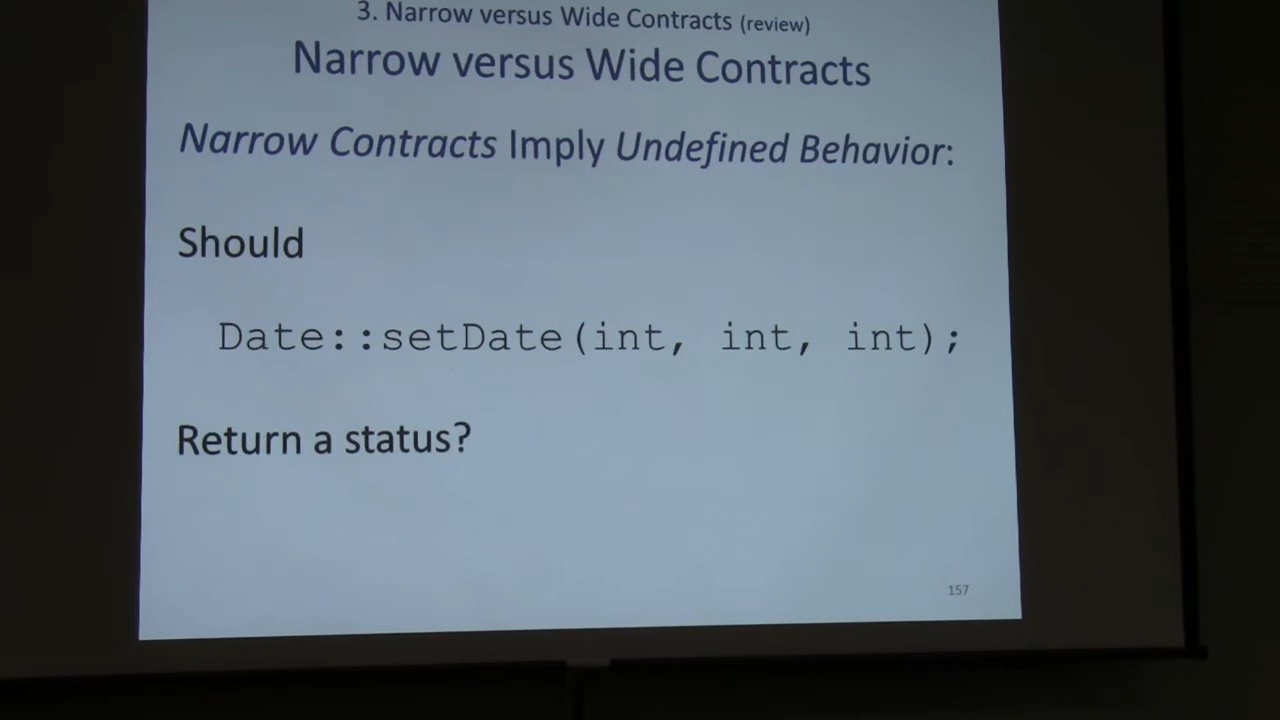 3. Narrow versus Wide Contracts (review)
Narrow versus Wide Contracts
Narrow Contracts Imply Undefined Behavior:
Should
Date::setDate(int, int, int);
Return a status?
157